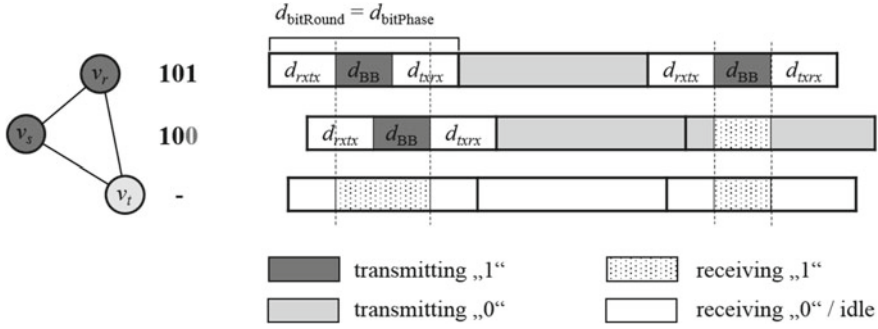 d_bitRound = d_bitPhase
v_r 101 d_rxtx d_BB d_txrx d_rxtx d_BB d_txrx
v_s 100 d_rxtx d_BB d_txrx
v_t -
transmitting „1“ receiving „1“
transmitting „0“ receiving „0“ / idle